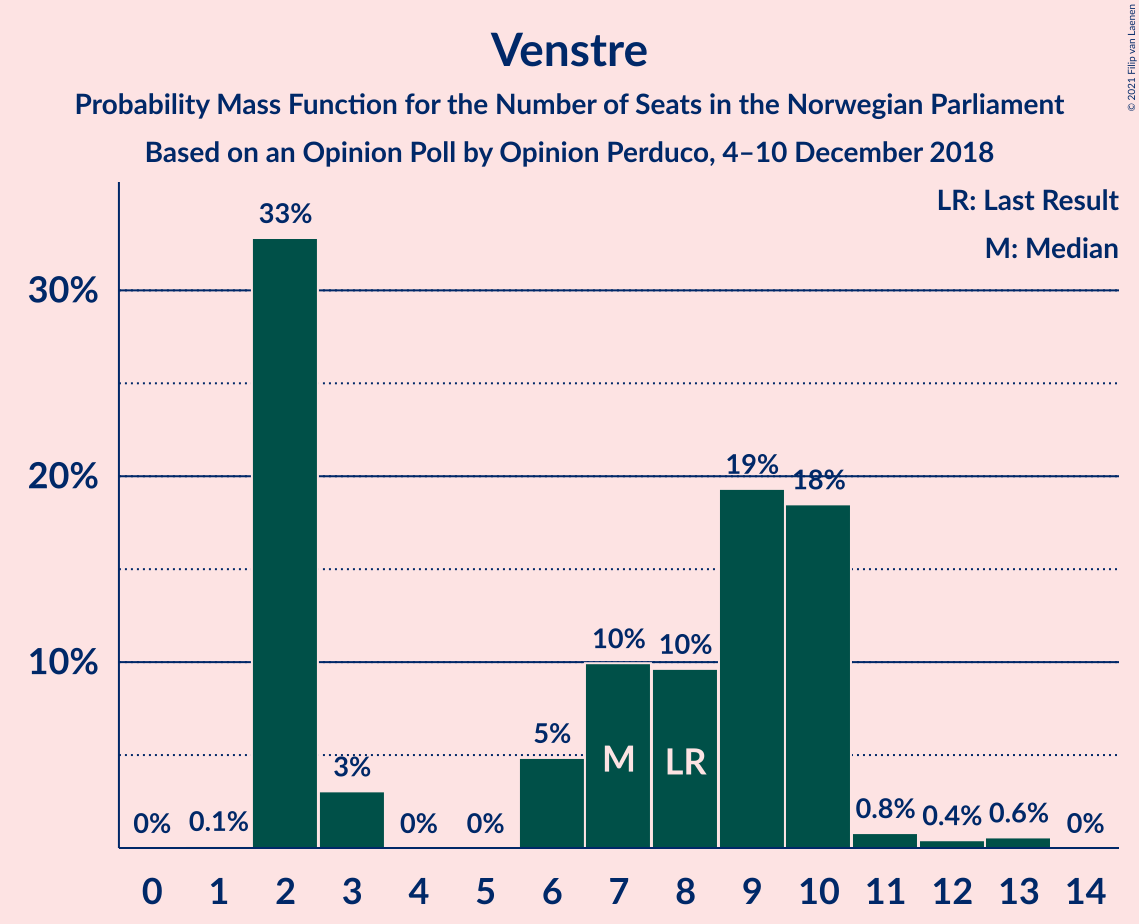 Venstre
Probability Mass Function for the Number of Seats in the Norwegian Parliament
Based on an Opinion Poll by Opinion Perduco, 4–10 December 2018
© 2021 Filip van Laenen
LR: Last Result
M: Median
30%
20%
10%
0%
0.1%
33%
3%
0%
0%
5%
10%
10%
19%
18%
0.8%
0.4%
0.6%
0%
M
LR
0 1 2 3 4 5 6 7 8 9 10 11 12 13 14